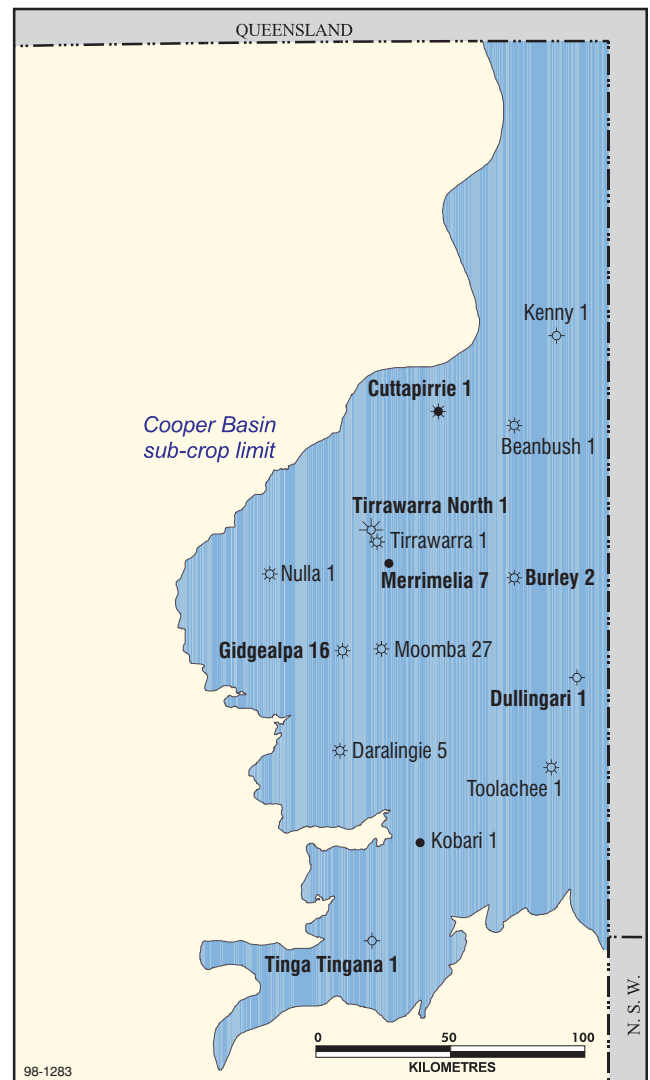 QUEENSLAND
Kenny 1
Cuttapirrie 1
Cooper Basin
sub-crop limit
Beanbush 1
Tirrawarra North 1
Tirrawarra 1
Nulla 1
Merrimelia 7
Burley 2
Gidgealpa 16
Moomba 27
Dullingari 1
Daralingie 5
Toolachee 1
Kobari 1
Tinga Tingana 1
N. S. W.
0 50 100
KILOMETRES
98-1283